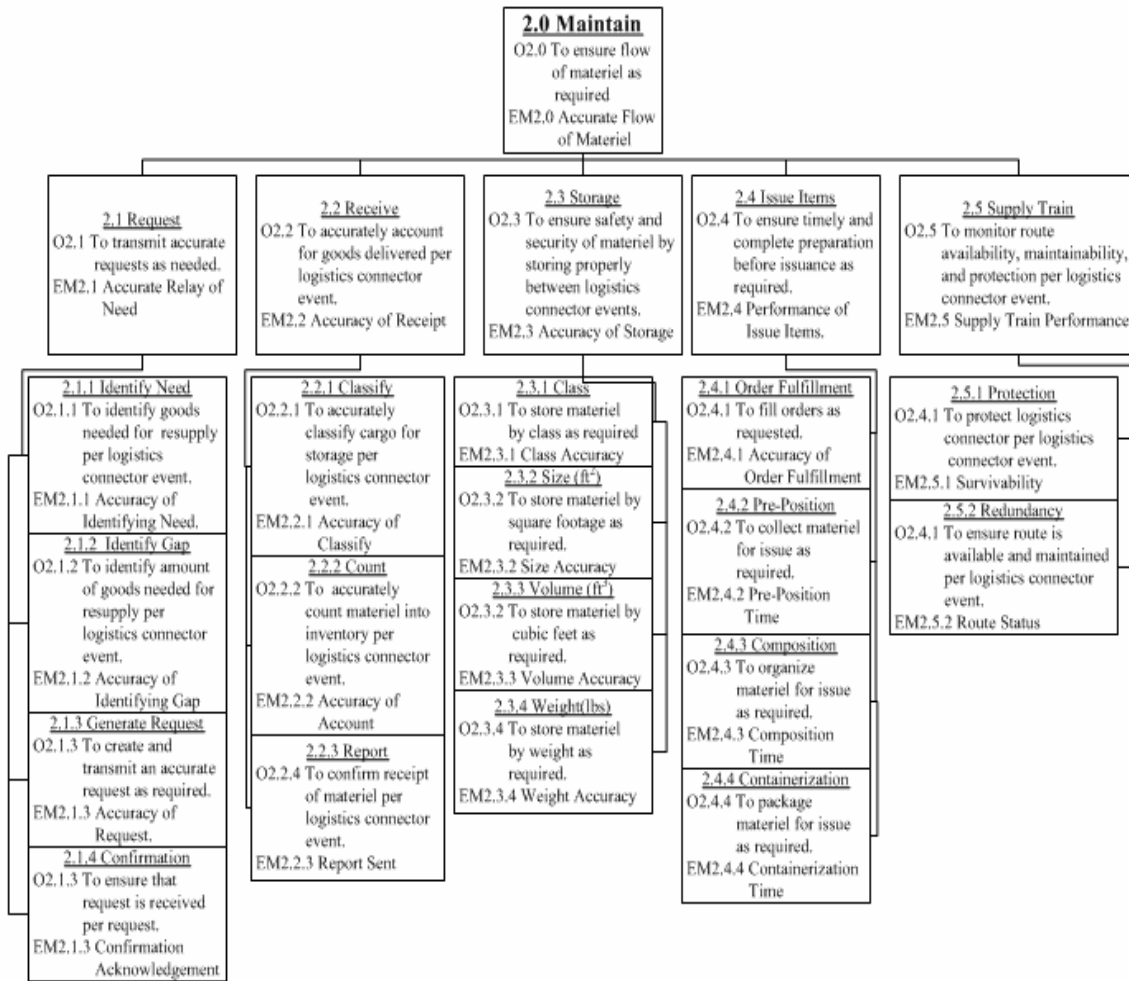 2.0 Maintain
O2.0 To ensure flow
of materiel as
required
EM2.0 Accurate Flow
of Materiel
2.1 Request
O2.1 To transmit accurate
requests as needed.
EM2.1 Accurate Relay of
Need
2.2 Receive
O2.2 To accurately account
for goods delivered per
logistics connector
event.
EM2.2 Accuracy of Receipt
2.3 Storage
O2.3 To ensure safety and
security of materiel by
storing properly
between logistics
connector events.
EM2.3 Accuracy of Storage
2.4 Issue Items
O2.4 To ensure timely and
complete preparation
before issuance as
required.
EM2.4 Performance of
Issue Items.
2.5 Supply Train
O2.5 To monitor route
availability, maintainability,
and protection per logistics
connector event.
EM2.5 Supply Train Performance
2.1.1 Identify Need
O2.1.1 To identify goods
needed for resupply
per logistics
connector event.
EM2.1.1 Accuracy of
Identifying Need.
2.1.2 Identify Gap
O2.1.2 To identify amount
of goods needed for
resupply per
logistics connector
event.
EM2.1.2 Accuracy of
Identifying Gap
2.1.3 Generate Request
O2.1.3 To create and
transmit an accurate
request as required.
EM2.1.3 Accuracy of
Request.
2.1.4 Confirmation
O2.1.3 To ensure that
request is received
per request.
EM2.1.3 Confirmation
Acknowledgement
2.2.1 Classify
O2.2.1 To accurately
classify cargo for
storage per
logistics connector
event.
EM2.2.1 Accuracy of
Classify
2.2.2 Count
O2.2.2 To accurately
count materiel into
inventory per
logistics connector
event.
EM2.2.2 Accuracy of
Account
2.2.3 Report
O2.2.4 To confirm receipt
of materiel per
logistics connector
event.
EM2.2.3 Report Sent
2.3.1 Class
O2.3.1 To store materiel
by class as required
EM2.3.1 Class Accuracy
2.3.2 Size (ft²)
O2.3.2 To store materiel by
square footage as
required.
EM2.3.2 Size Accuracy
2.3.3 Volume (ft³)
O2.3.2 To store materiel by
cubic feet as
required.
EM2.3.3 Volume Accuracy
2.3.4 Weight(lbs)
O2.3.4 To store materiel
by weight as
required.
EM2.3.4 Weight Accuracy
2.4.1 Order Fulfillment
O2.4.1 To fill orders as
requested.
EM2.4.1 Accuracy of
Order Fulfillment
2.4.2 Pre-Position
O2.4.2 To collect materiel
for issue as
required.
EM2.4.2 Pre-Position
Time
2.4.3 Composition
O2.4.3 To organize
materiel for issue
as required.
EM2.4.3 Composition
Time
2.4.4 Containerization
O2.4.4 To package
materiel for issue
as required.
EM2.4.4 Containerization
Time
2.5.1 Protection
O2.4.1 To protect logistics
connector per logistics
connector event.
EM2.5.1 Survivability
2.5.2 Redundancy
O2.4.1 To ensure route is
available and maintained
per logistics connector
event.
EM2.5.2 Route Status